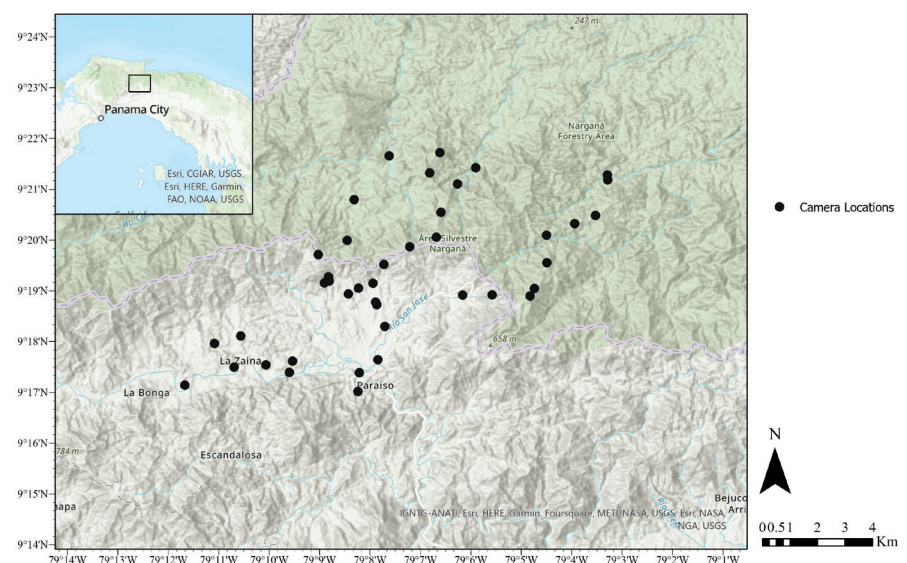 9°24'N
9°23'N
9°22'N
9°21'N
9°20'N
9°19'N
9°18'N
9°17'N
9°16'N
9°15'N
9°14'N
Panama City
Esri, CGIAR, USGS,
Esri, HERE, Garmin,
FAO, NOAA, USGS
247 m
Narganá
Forestry Area
Área Silvestre
Narganá
Río San José
658 m
La Zaina
La Bonga
Paraiso
Escandalosa
784 m
Bejuco
IGN1G-ANATI, Esri, HERE, Garmin, Foursquare, METI/NASA, USGS, Esri, NASA,
NGA, USGS
79°14'W
79°13'W
79°12'W
79°11'W
79°10'W
79°9'W
79°8'W
79°7'W
79°6'W
79°5'W
79°4'W
79°3'W
79°2'W
79°1'W
Camera Locations
N
0 0.5 1 2 3 4
Km